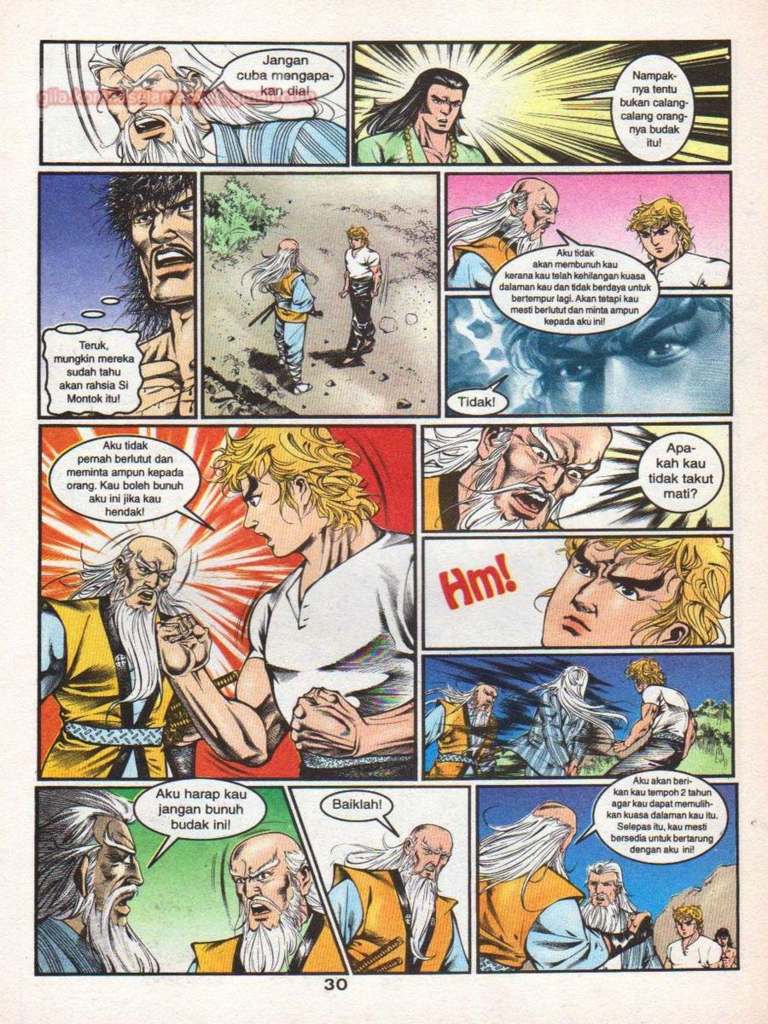 Jangan
cuba mengapa-
kan dia!
Nampak-
nya tentu
bukan calang-
calang orang-
nya budak
itu!
Teruk,
mungkin mereka
sudah tahu
akan rahsia Si
Montok itu!
Aku tidak
akan membunuh kau
kerana kau telah kehilangan kuasa
dalaman kau dan tidak berdaya untuk
bertempur lagi. Akan tetapi kau
mesti berlutut dan minta ampun
kepada aku ini!
Tidak!
Aku tidak
pernah berlutut dan
meminta ampun kepada
orang. Kau boleh bunuh
aku ini jika kau
hendak!
Apa-
kah kau
tidak takut
mati?
Hm!
Aku harap kau
jangan bunuh
budak ini!
Baiklah!
Aku akan beri-
kan kau tempoh 2 tahun
agar kau dapat memulih-
kan kuasa dalaman kau itu.
Selepas itu, kau mesti
bersedia untuk bertarung
dengan aku ini!
30